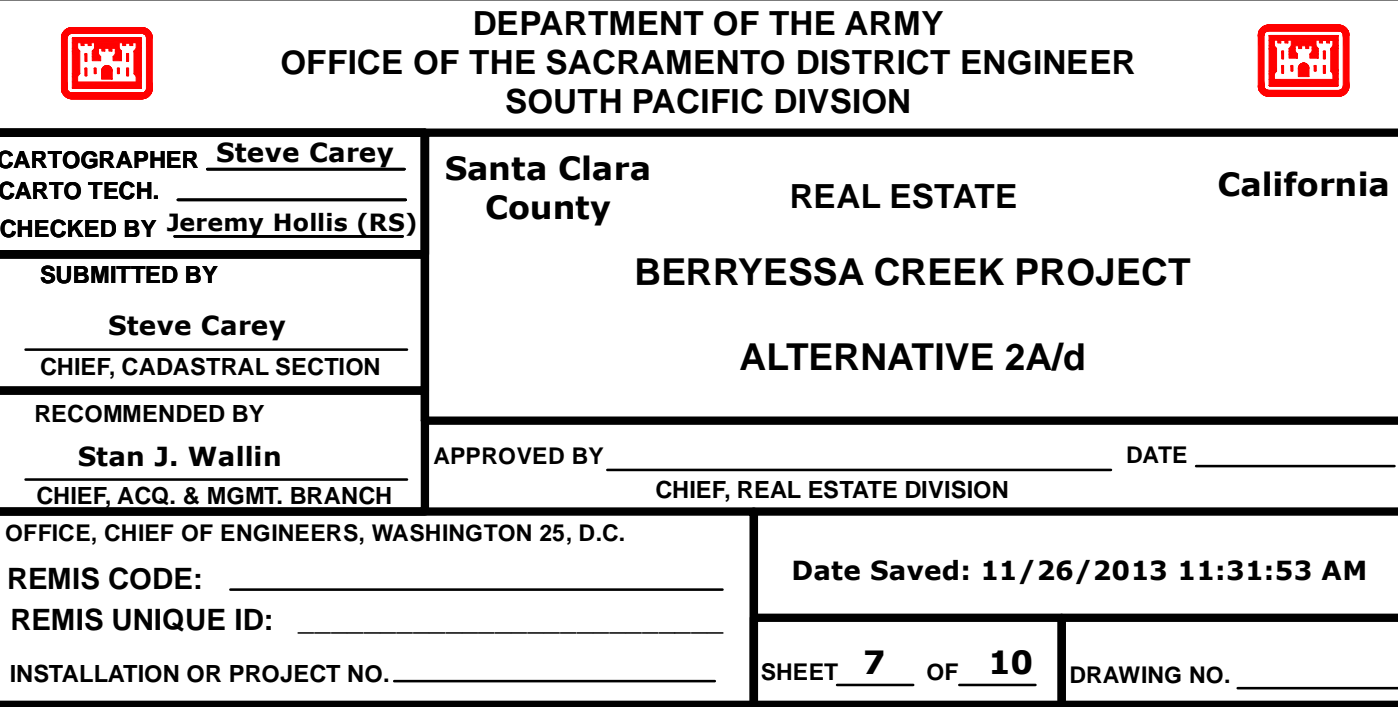 DEPARTMENT OF THE ARMY
OFFICE OF THE SACRAMENTO DISTRICT ENGINEER
SOUTH PACIFIC DIVSION
CARTOGRAPHER Steve Carey
CARTO TECH.
CHECKED BY Jeremy Hollis (RS)
SUBMITTED BY
Steve Carey
CHIEF, CADASTRAL SECTION
RECOMMENDED BY
Stan J. Wallin
CHIEF, ACQ. & MGMT. BRANCH
Santa Clara
County
REAL ESTATE
California
BERRYESSA CREEK PROJECT
ALTERNATIVE 2A/d
APPROVED BY DATE
CHIEF, REAL ESTATE DIVISION
OFFICE, CHIEF OF ENGINEERS, WASHINGTON 25, D.C.
REMIS CODE:
REMIS UNIQUE ID:
INSTALLATION OR PROJECT NO.
Date Saved: 11/26/2013 11:31:53 AM
SHEET 7 OF 10
DRAWING NO.